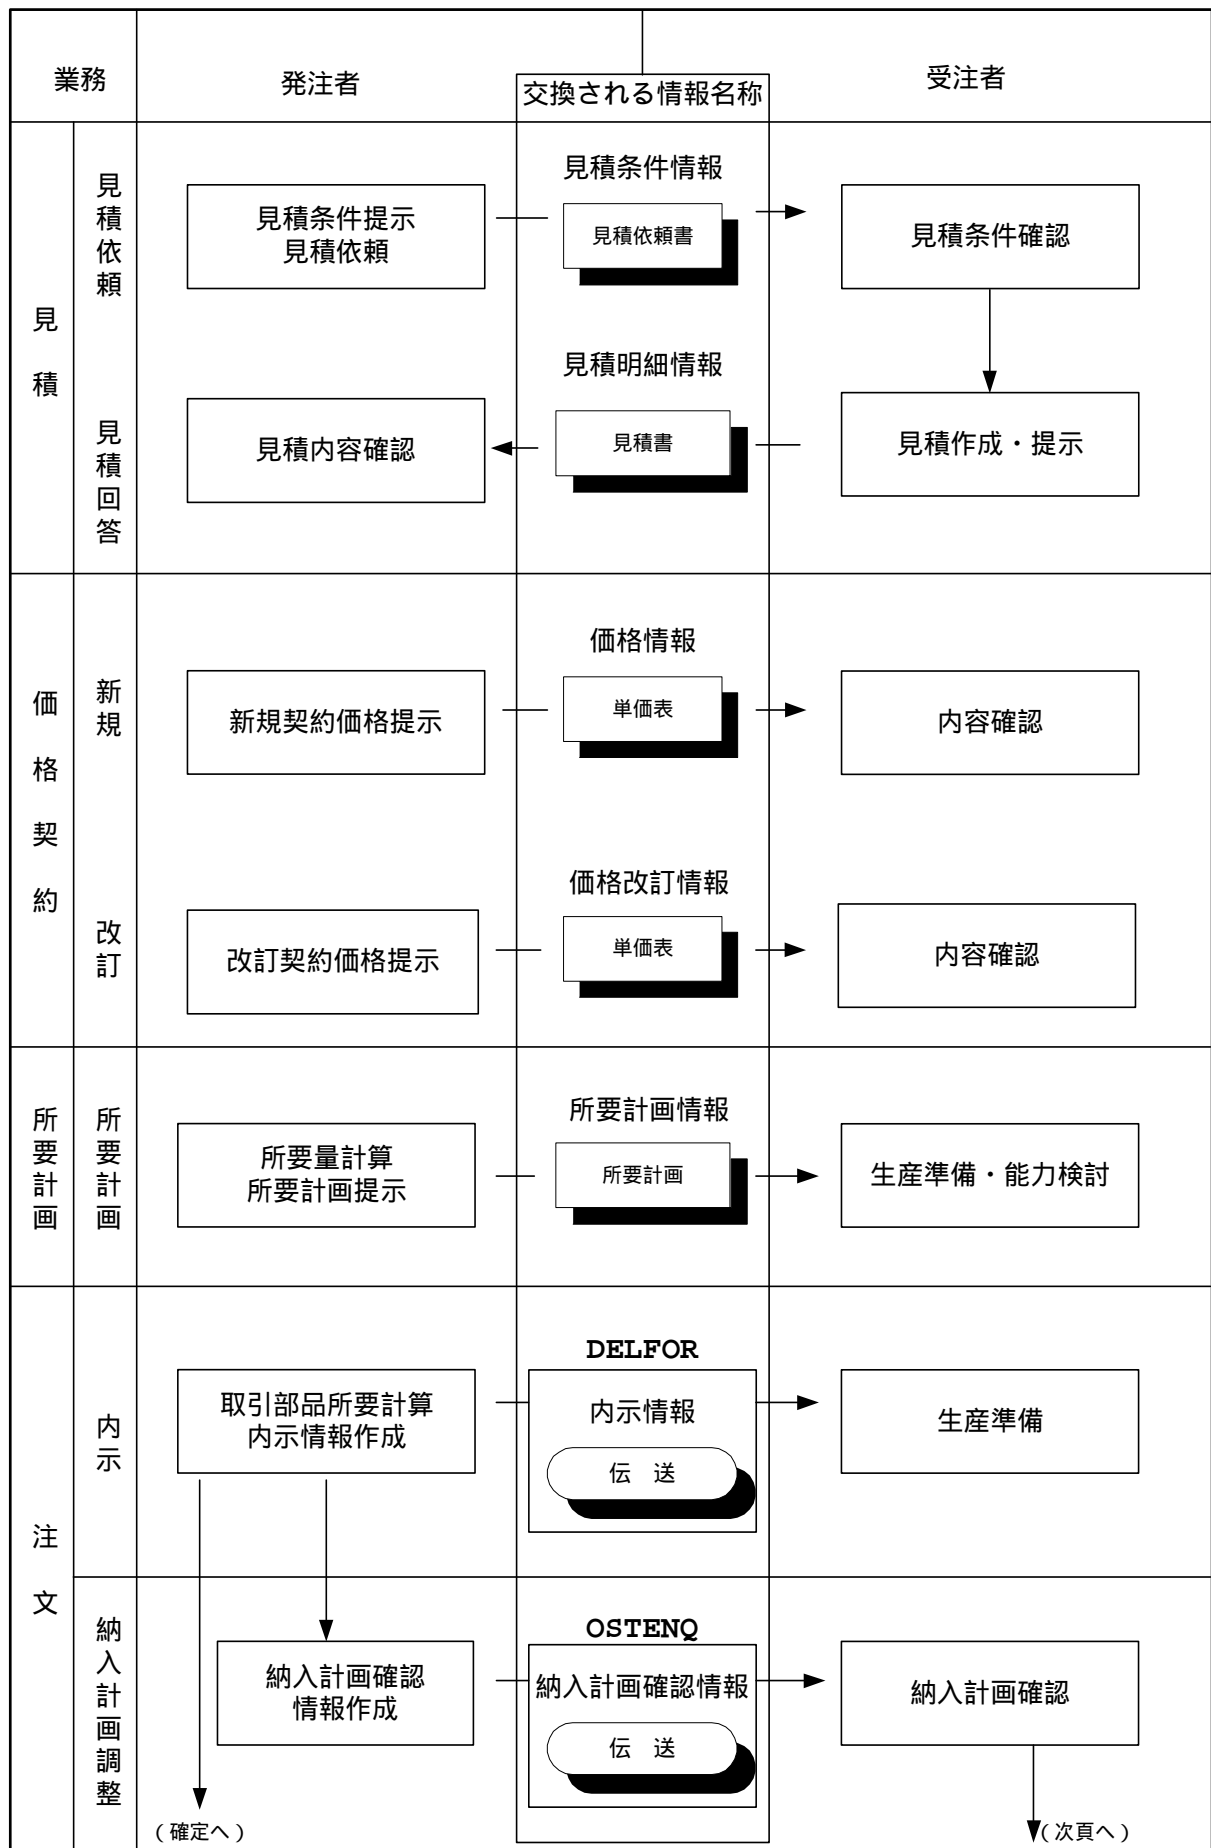 業務
発注者
交換される情報名称
受注者
見積
見積依頼
見積条件提示
見積依頼
見積条件情報
見積依頼書
見積条件確認
見積回答
見積内容確認
見積明細情報
見積書
見積作成・提示
価格契約
新規
新規契約価格提示
価格情報
単価表
内容確認
改訂
改訂契約価格提示
価格改訂情報
単価表
内容確認
所要計画
所要計画
所要量計算
所要計画提示
所要計画情報
所要計画
生産準備・能力検討
注文
内示
取引部品所要計算
内示情報作成
DELFOR
内示情報
伝　送
生産準備
納入計画調整
納入計画確認
情報作成
OSTENQ
納入計画確認情報
伝　送
納入計画確認
（確定へ）
（次頁へ）